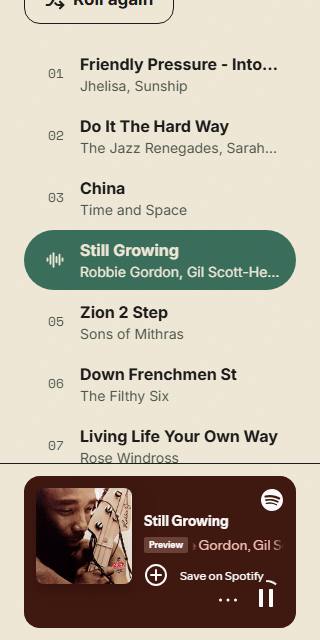 Roll again
01
Friendly Pressure - Into...
Jhelisa, Sunship
02
Do It The Hard Way
The Jazz Renegades, Sarah...
03
China
Time and Space
Still Growing
Robbie Gordon, Gil Scott-He...
05
Zion 2 Step
Sons of Mithras
06
Down Frenchmen St
The Filthy Six
07
Living Life Your Own Way
Rose Windross
Still Growing
Preview Gordon, Gil S
Save on Spotify